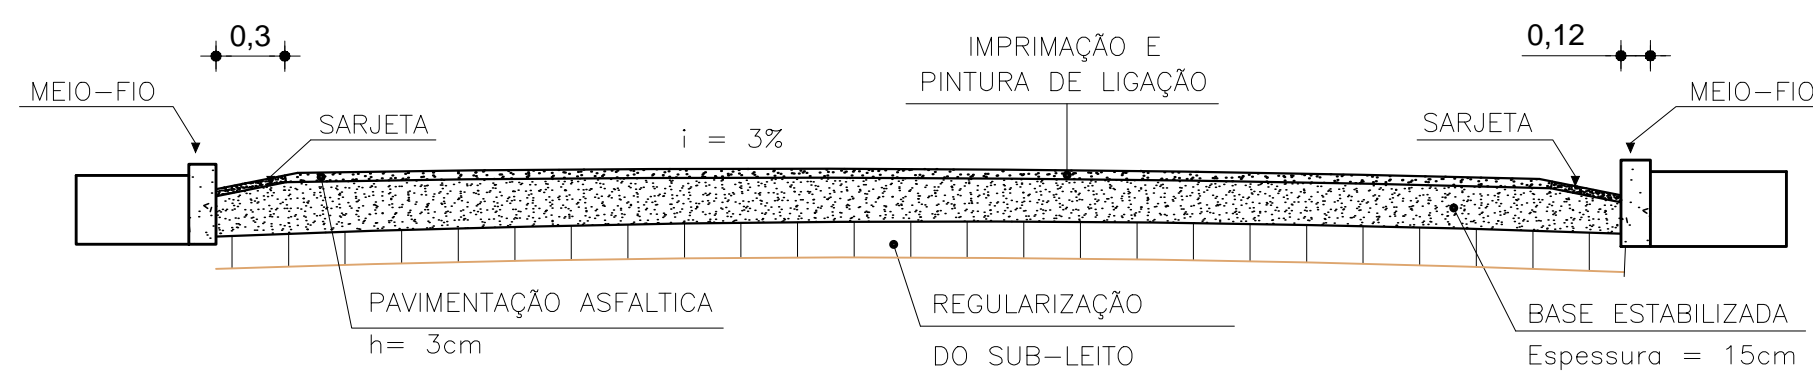 0,3
0,12
IMPRIMAÇÃO E
PINTURA DE LIGAÇÃO
MEIO-FIO
MEIO-FIO
SARJETA
SARJETA
i = 3%
PAVIMENTAÇÃO ASFALTICA
h= 3cm
REGULARIZAÇÃO
DO SUB-LEITO
BASE ESTABILIZADA
Espessura = 15cm